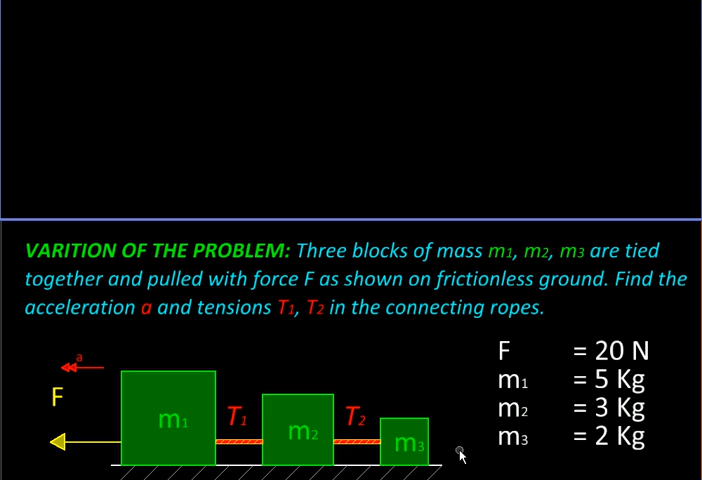 VARITION OF THE PROBLEM: Three blocks of mass m₁, m₂, m₃ are tied
together and pulled with force F as shown on frictionless ground. Find the
acceleration a and tensions T₁, T₂ in the connecting ropes.
F = 20 N
m₁ = 5 Kg
m₂ = 3 Kg
m₃ = 2 Kg
a
F
m₁
T₁
m₂
T₂
m₃